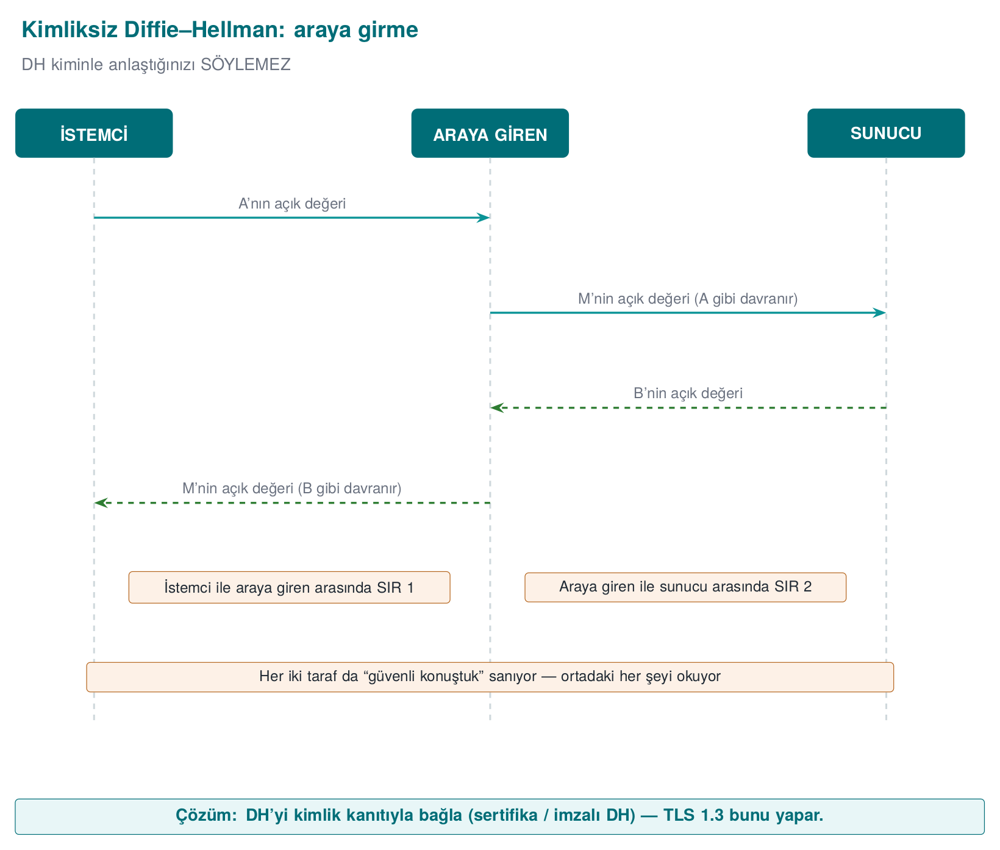 Kimliksiz Diffie–Hellman: araya girme
DH kiminle anlaştığınızı SÖYLEMEZ
İSTEMCİ
ARAYA GİREN
SUNUCU
A’nın açık değeri
M’nin açık değeri (A gibi davranır)
B’nin açık değeri
M’nin açık değeri (B gibi davranır)
İstemci ile araya giren arasında SIR 1
Araya giren ile sunucu arasında SIR 2
Her iki taraf da “güvenli konuştuk” sanıyor — ortadaki her şeyi okuyor
Çözüm: DH’yi kimlik kanıtıyla bağla (sertifika / imzalı DH) — TLS 1.3 bunu yapar.